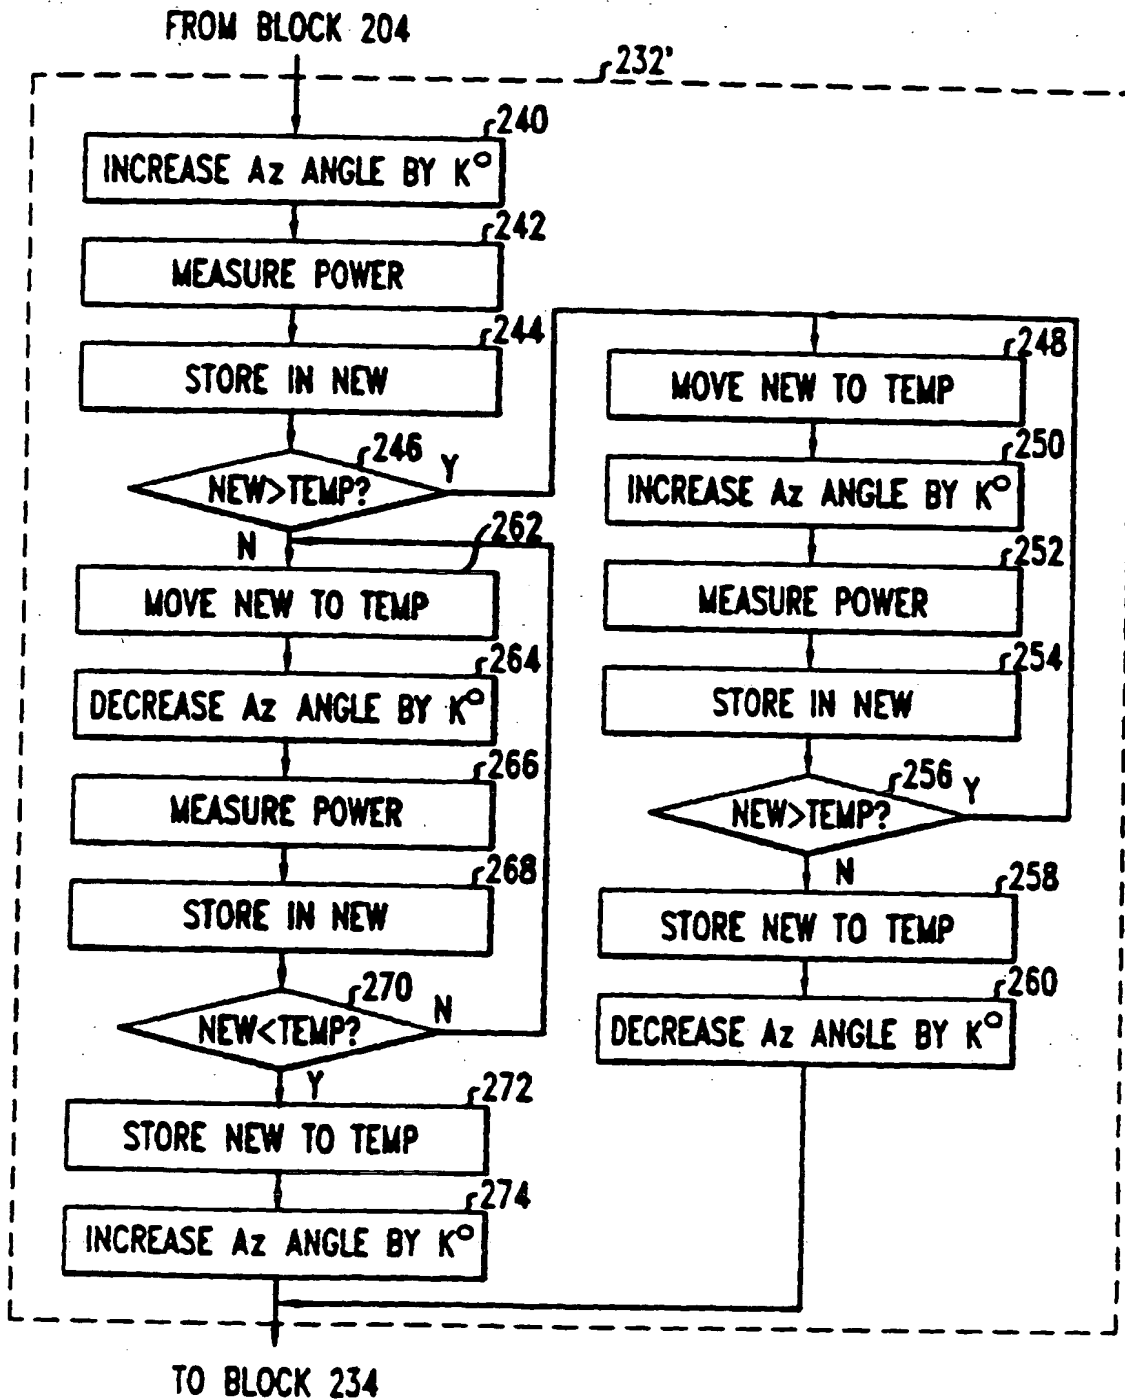 FROM BLOCK 204
232'
240
INCREASE Az ANGLE BY K°
242
MEASURE POWER
244
STORE IN NEW
246
NEW>TEMP?
Y
N
262
MOVE NEW TO TEMP
264
DECREASE Az ANGLE BY K°
266
MEASURE POWER
268
STORE IN NEW
270
NEW<TEMP?
N
Y
272
STORE NEW TO TEMP
274
INCREASE Az ANGLE BY K°
248
MOVE NEW TO TEMP
250
INCREASE Az ANGLE BY K°
252
MEASURE POWER
254
STORE IN NEW
256
NEW>TEMP?
Y
N
258
STORE NEW TO TEMP
260
DECREASE Az ANGLE BY K°
TO BLOCK 234